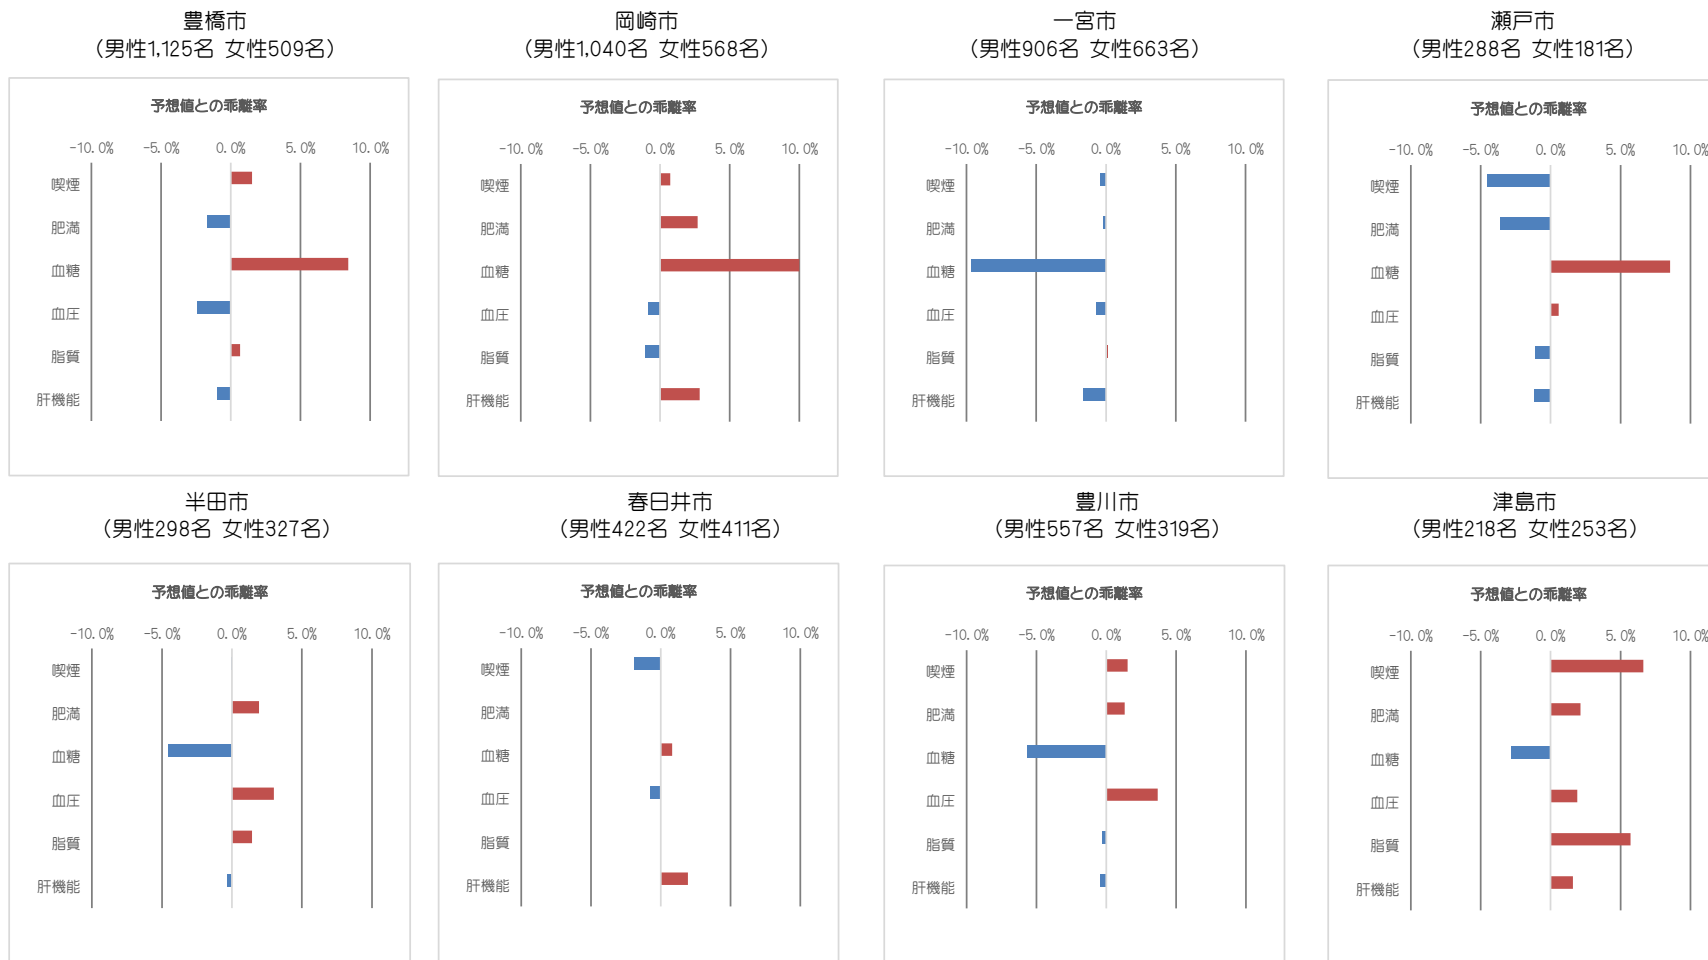 豊橋市
（男性1,125名 女性509名）
予想値との乖離率
-10.0% -5.0% 0.0% 5.0% 10.0%
喫煙
肥満
血糖
血圧
脂質
肝機能
岡崎市
（男性1,040名 女性568名）
予想値との乖離率
-10.0% -5.0% 0.0% 5.0% 10.0%
喫煙
肥満
血糖
血圧
脂質
肝機能
一宮市
（男性906名 女性663名）
予想値との乖離率
-10.0% -5.0% 0.0% 5.0% 10.0%
喫煙
肥満
血糖
血圧
脂質
肝機能
瀬戸市
（男性288名 女性181名）
予想値との乖離率
-10.0% -5.0% 0.0% 5.0% 10.0%
喫煙
肥満
血糖
血圧
脂質
肝機能
半田市
（男性298名 女性327名）
予想値との乖離率
-10.0% -5.0% 0.0% 5.0% 10.0%
喫煙
肥満
血糖
血圧
脂質
肝機能
春日井市
（男性422名 女性411名）
予想値との乖離率
-10.0% -5.0% 0.0% 5.0% 10.0%
喫煙
肥満
血糖
血圧
脂質
肝機能
豊川市
（男性557名 女性319名）
予想値との乖離率
-10.0% -5.0% 0.0% 5.0% 10.0%
喫煙
肥満
血糖
血圧
脂質
肝機能
津島市
（男性218名 女性253名）
予想値との乖離率
-10.0% -5.0% 0.0% 5.0% 10.0%
喫煙
肥満
血糖
血圧
脂質
肝機能